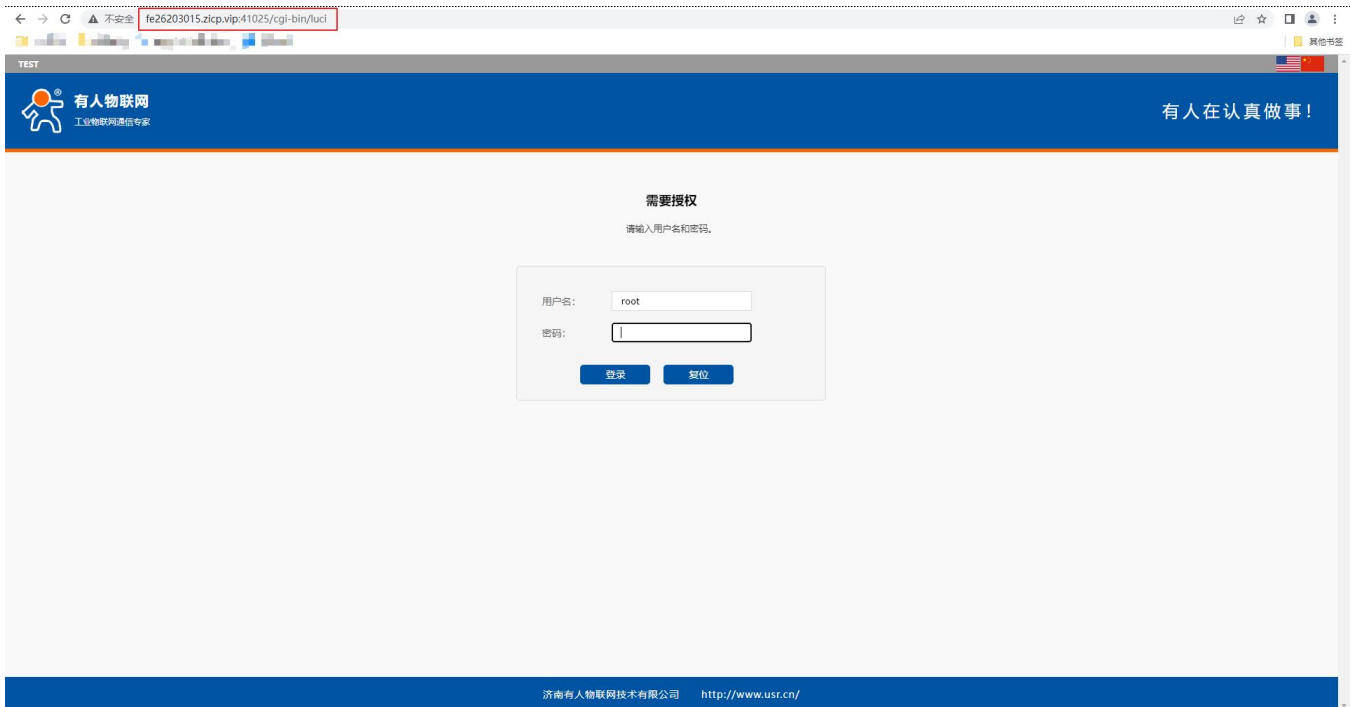 不安全 fe26203015.zicp.vip:41025/cgi-bin/luci
其他书签
TEST
有人物联网
工业物联网通信专家
有人在认真做事！
需要授权
请输入用户名和密码。
用户名： root
密码：
登录 复位
济南有人物联网技术有限公司 http://www.usr.cn/